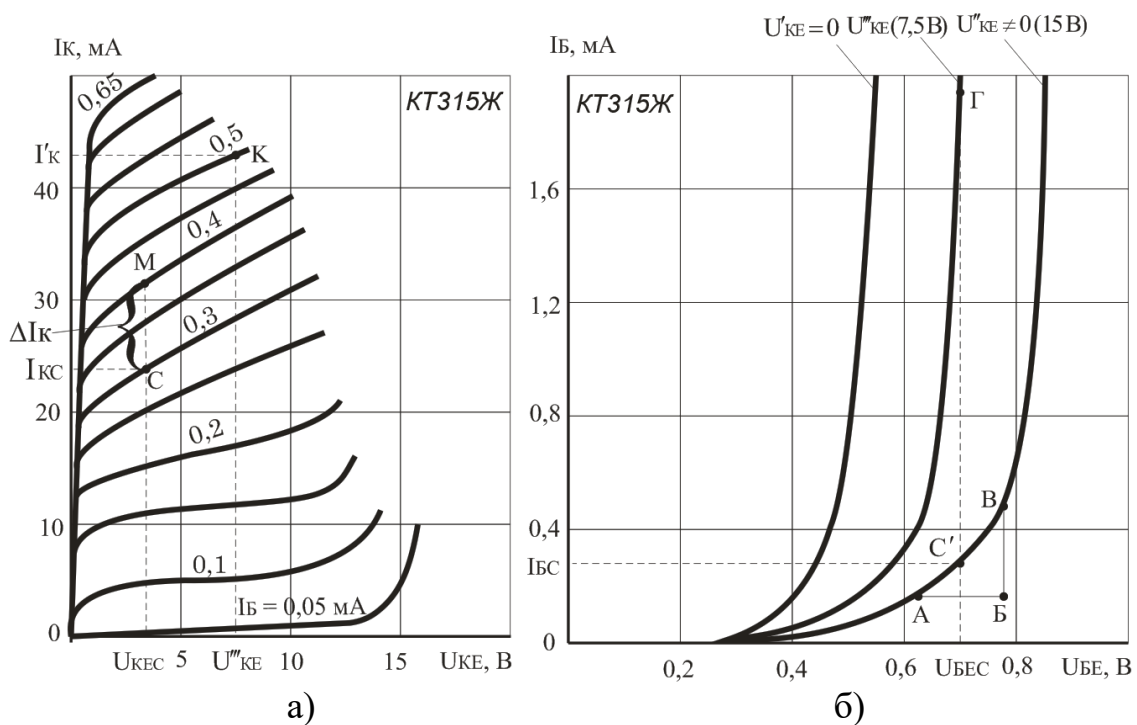 Iк, мА
КТ315Ж
0,65
0,5
I′к
K
40
0,4
M
30
0,3
ΔIк
Iкс
C
20
0,2
10
0,1
Iб = 0,05 мА
0
Uкес 5 U‴ке 10 15 Uке, В
а)
U′ке = 0 U‴ке (7,5 В) U″ке ≠ 0 (15 В)
Iб, мА
КТ315Ж
Г
1,6
1,2
0,8
В
0,4
C′
Iбс
А Б
0
0,2 0,4 0,6 Uбес 0,8 Uбе, В
б)